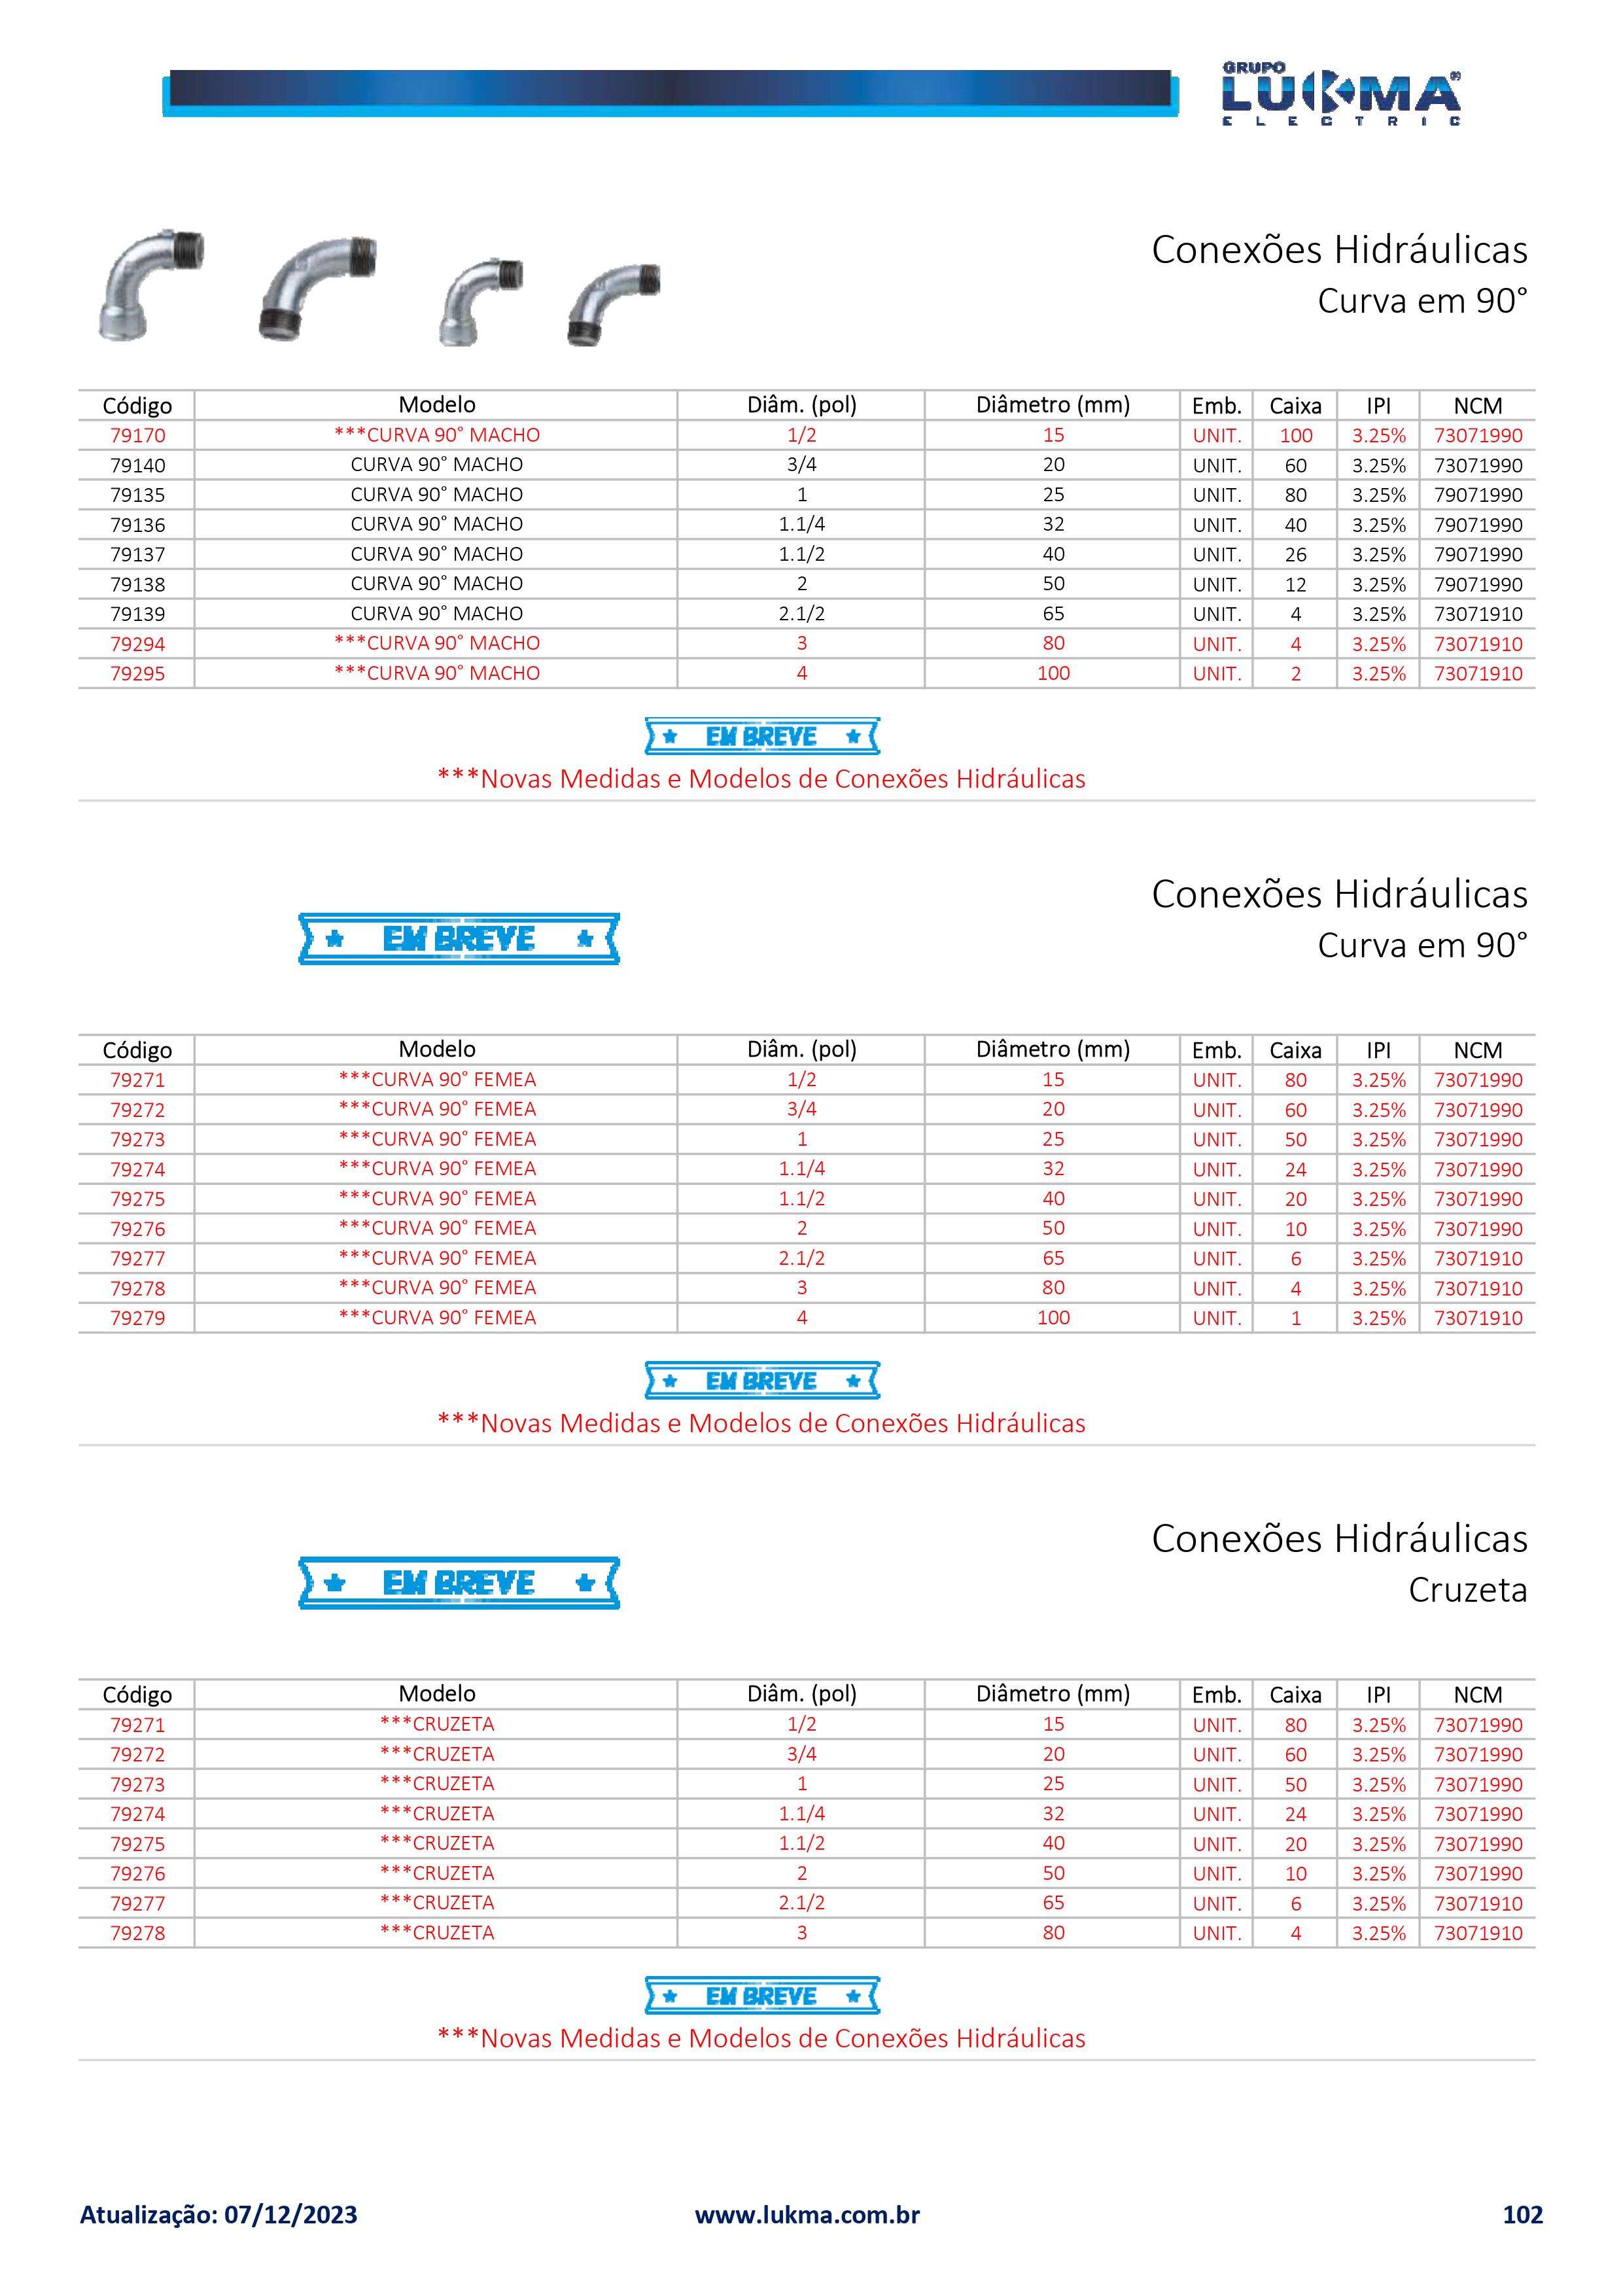 GRUPO
LUKMA®
ELECTRIC
Conexões Hidráulicas
Curva em 90°
Código Modelo Diâm. (pol) Diâmetro (mm) Emb. Caixa IPI NCM
79170 ***CURVA 90° MACHO 1/2 15 UNIT. 100 3.25% 73071990
79140 CURVA 90° MACHO 3/4 20 UNIT. 60 3.25% 73071990
79135 CURVA 90° MACHO 1 25 UNIT. 80 3.25% 79071990
79136 CURVA 90° MACHO 1.1/4 32 UNIT. 40 3.25% 79071990
79137 CURVA 90° MACHO 1.1/2 40 UNIT. 26 3.25% 79071990
79138 CURVA 90° MACHO 2 50 UNIT. 12 3.25% 79071990
79139 CURVA 90° MACHO 2.1/2 65 UNIT. 4 3.25% 73071910
79294 ***CURVA 90° MACHO 3 80 UNIT. 4 3.25% 73071910
79295 ***CURVA 90° MACHO 4 100 UNIT. 2 3.25% 73071910
EM BREVE
***Novas Medidas e Modelos de Conexões Hidráulicas
Conexões Hidráulicas
Curva em 90°
EM BREVE
Código Modelo Diâm. (pol) Diâmetro (mm) Emb. Caixa IPI NCM
79271 ***CURVA 90° FEMEA 1/2 15 UNIT. 80 3.25% 73071990
79272 ***CURVA 90° FEMEA 3/4 20 UNIT. 60 3.25% 73071990
79273 ***CURVA 90° FEMEA 1 25 UNIT. 50 3.25% 73071990
79274 ***CURVA 90° FEMEA 1.1/4 32 UNIT. 24 3.25% 73071990
79275 ***CURVA 90° FEMEA 1.1/2 40 UNIT. 20 3.25% 73071990
79276 ***CURVA 90° FEMEA 2 50 UNIT. 10 3.25% 73071990
79277 ***CURVA 90° FEMEA 2.1/2 65 UNIT. 6 3.25% 73071910
79278 ***CURVA 90° FEMEA 3 80 UNIT. 4 3.25% 73071910
79279 ***CURVA 90° FEMEA 4 100 UNIT. 1 3.25% 73071910
EM BREVE
***Novas Medidas e Modelos de Conexões Hidráulicas
Conexões Hidráulicas
Cruzeta
EM BREVE
Código Modelo Diâm. (pol) Diâmetro (mm) Emb. Caixa IPI NCM
79271 ***CRUZETA 1/2 15 UNIT. 80 3.25% 73071990
79272 ***CRUZETA 3/4 20 UNIT. 60 3.25% 73071990
79273 ***CRUZETA 1 25 UNIT. 50 3.25% 73071990
79274 ***CRUZETA 1.1/4 32 UNIT. 24 3.25% 73071990
79275 ***CRUZETA 1.1/2 40 UNIT. 20 3.25% 73071990
79276 ***CRUZETA 2 50 UNIT. 10 3.25% 73071990
79277 ***CRUZETA 2.1/2 65 UNIT. 6 3.25% 73071910
79278 ***CRUZETA 3 80 UNIT. 4 3.25% 73071910
EM BREVE
***Novas Medidas e Modelos de Conexões Hidráulicas
Atualização: 07/12/2023 www.lukma.com.br 102